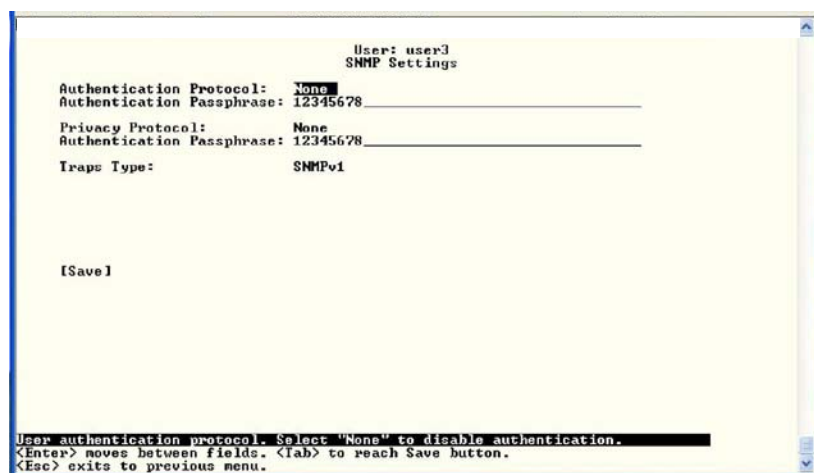 User: user3
SNMP Settings
Authentication Protocol: None
Authentication Passphrase: 12345678
Privacy Protocol: None
Authentication Passphrase: 12345678
Traps Type: SNMPv1
[Save]
User authentication protocol. Select "None" to disable authentication.
<Enter> moves between fields. <Tab> to reach Save button.
<Esc> exits to previous menu.